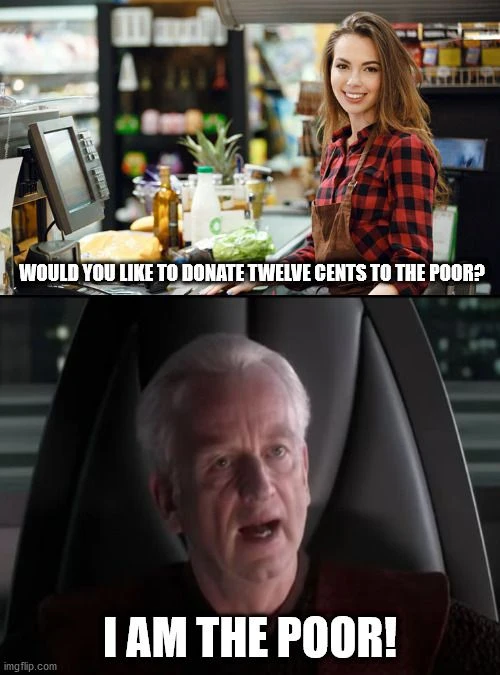 WOULD YOU LIKE TO DONATE TWELVE CENTS TO THE POOR?
I AM THE POOR!
imgflip.com